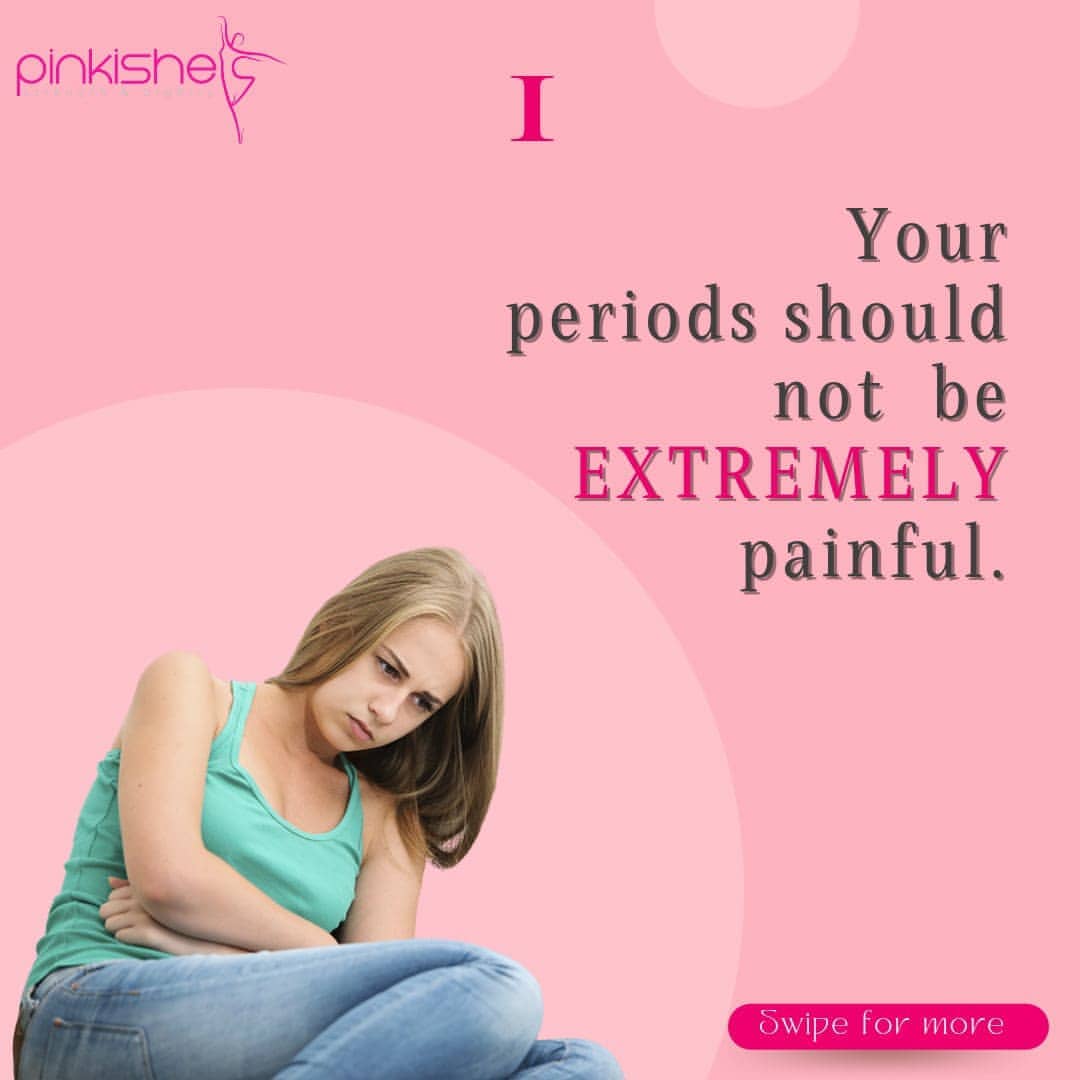 pinkishe
I
Your
periods should
not be
EXTREMELY
painful.
Swipe for more